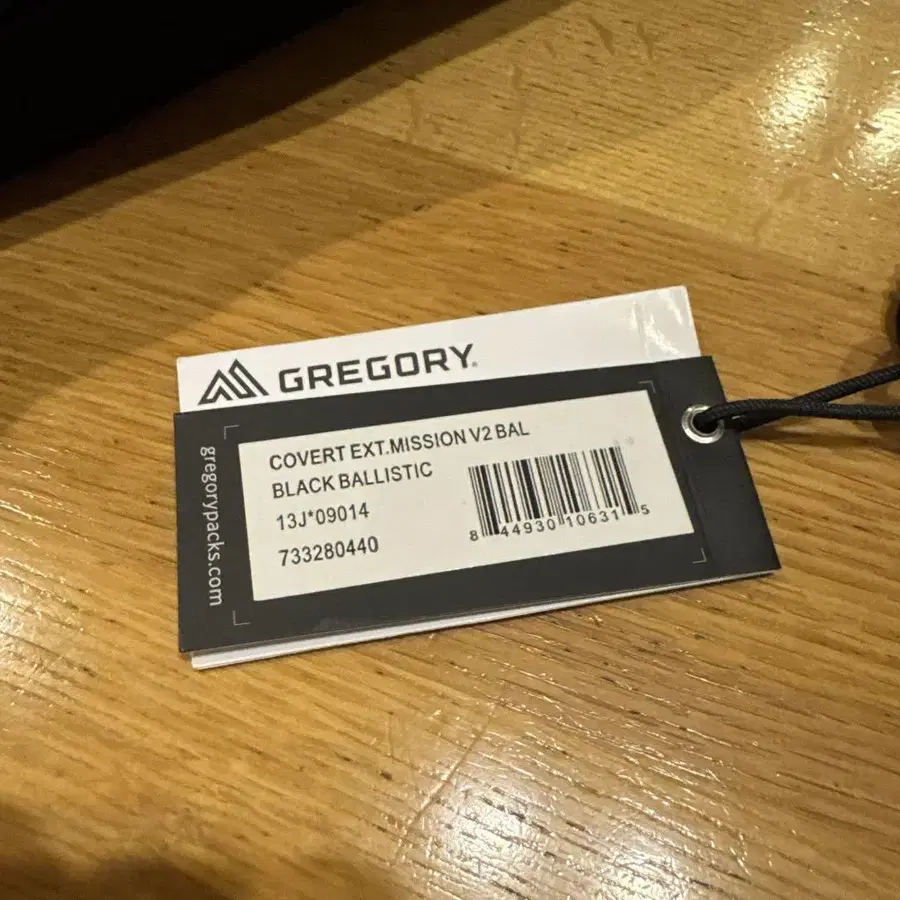 GREGORY
gregorypacks.com
COVERT EXT.MISSION V2 BAL
BLACK BALLISTIC
13J*09014
733280440
8 44930 10631 5